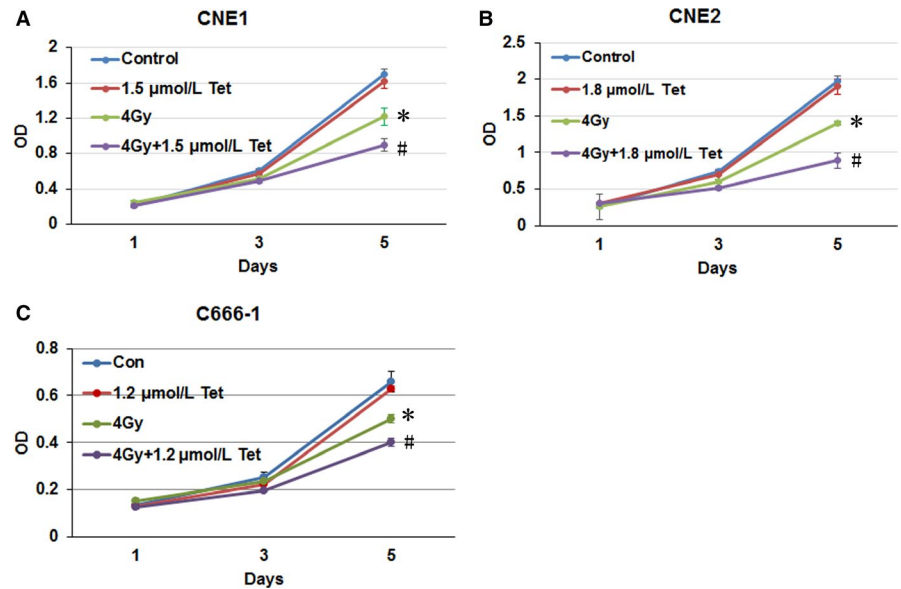 A
CNE1
2
1.6
1.2
0.8
0.4
0
OD
Control
1.5 µmol/L Tet
4Gy
4Gy+1.5 µmol/L Tet
*
#
1 3 5
Days
B
CNE2
2.5
2
1.5
1
0.5
0
OD
Control
1.8 µmol/L Tet
4Gy
4Gy+1.8 µmol/L Tet
*
#
1 3 5
Days
C
C666-1
0.8
0.6
0.4
0.2
0
OD
Con
1.2 µmol/L Tet
4Gy
4Gy+1.2 µmol/L Tet
*
#
1 3 5
Days